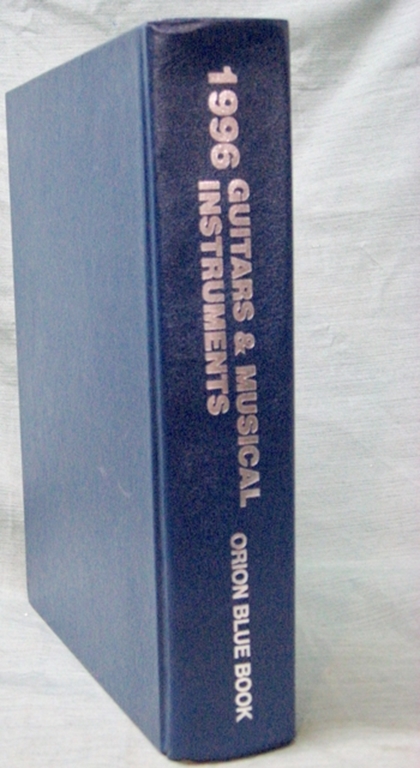 1996 GUITARS & MUSICAL
INSTRUMENTS
ORION BLUE BOOK